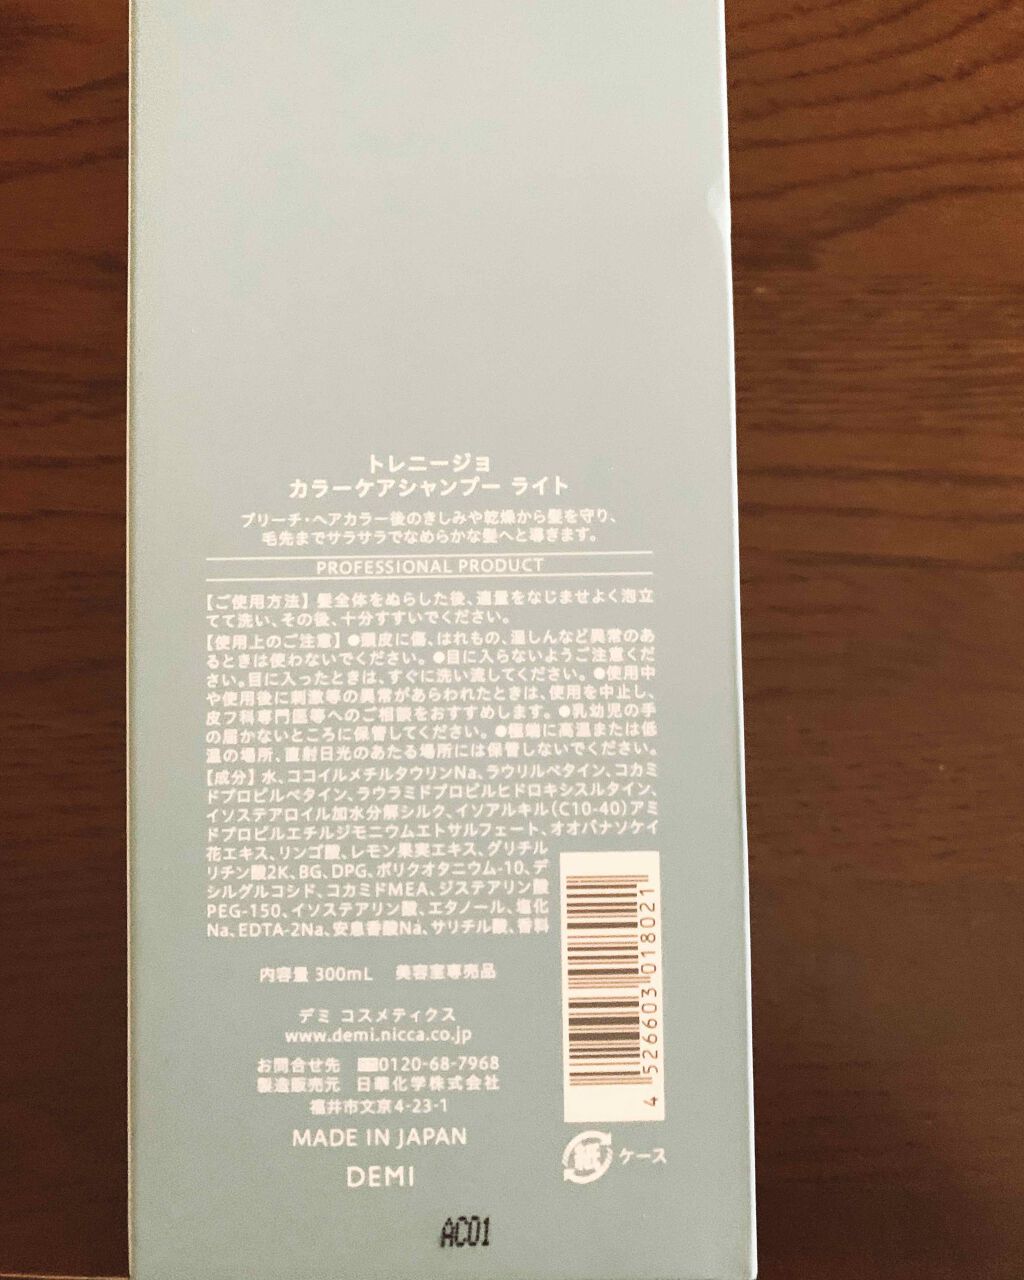 トレニージョ
カラーケアシャンプー ライト
ブリーチ・ヘアカラー後のきしみや乾燥から髪を守り、
毛先までサラサラでなめらかな髪へと導きます。
PROFESSIONAL PRODUCT
【ご使用方法】髪全体をぬらした後、適量をなじませよく泡立
てて洗い、その後、十分すすいでください。
【使用上のご注意】●頭皮に傷、はれもの、湿しんなど異常のあ
るときは使わないでください。●目に入らないようご注意くだ
さい。目に入ったときは、すぐに洗い流してください。●使用中
や使用後に刺激等の異常があらわれたときは、使用を中止し、
皮フ科専門医等へのご相談をおすすめします。●乳幼児の手
の届かないところに保管してください。●極端に高温または低
温の場所、直射日光のあたる場所には保管しないでください。
【成分】水、ココイルメチルタウリンNa、ラウリルベタイン、コカミ
ドプロピルベタイン、ラウラミドプロピルヒドロキシスルタイン、
イソステアロイル加水分解シルク、イソアルキル(C10-40)アミ
ドプロピルエチルジモニウムエトサルフェート、オオバナソケイ
花エキス、リンゴ酸、レモン果実エキス、グリチル
リチン酸2K、BG、DPG、ポリクオタニウム-10、デ
シルグルコシド、コカミドMEA、ジステアリン酸
PEG-150、イソステアリン酸、エタノール、塩化
Na、EDTA-2Na、安息香酸Na、サリチル酸、香料
内容量 300mL 美容室専売品
デミ コスメティクス
www.demi.nicca.co.jp
お問合せ先 0120-68-7968
製造販売元 日華化学株式会社
福井市文京4-23-1
MADE IN JAPAN
DEMI
4 526603 018021
紙 ケース
AC01